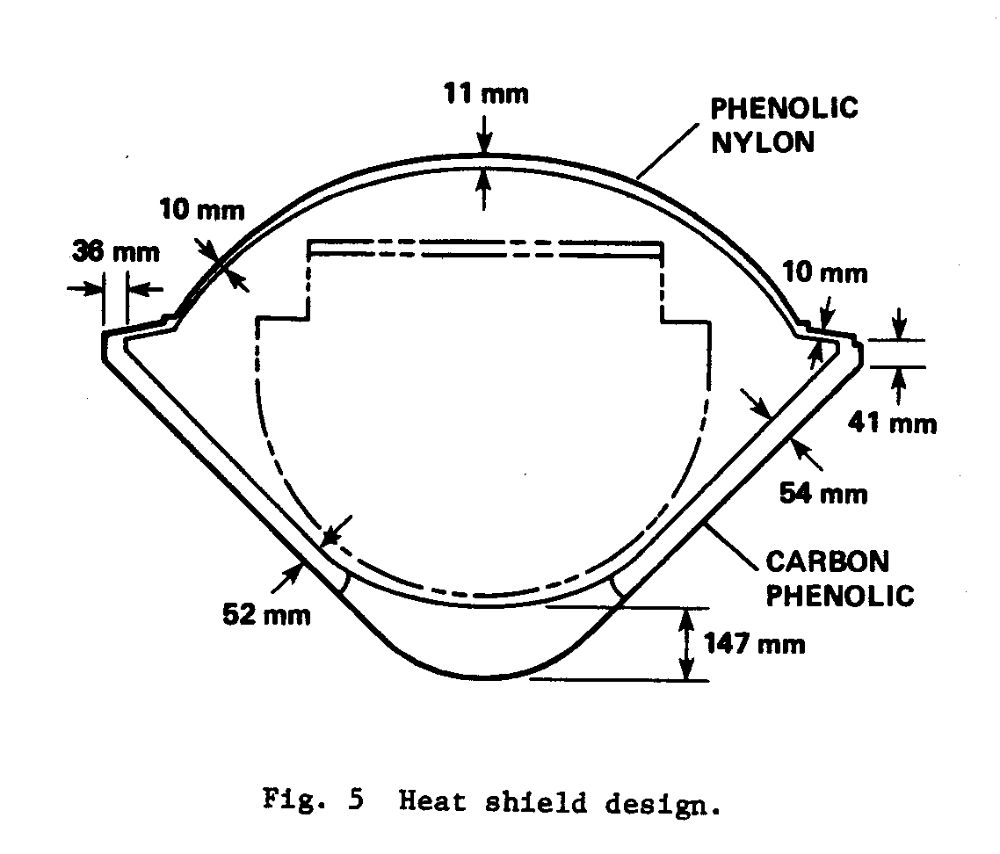 11 mm
PHENOLIC
NYLON
10 mm
36 mm
10 mm
41 mm
54 mm
CARBON
PHENOLIC
52 mm
147 mm
Fig. 5 Heat shield design.